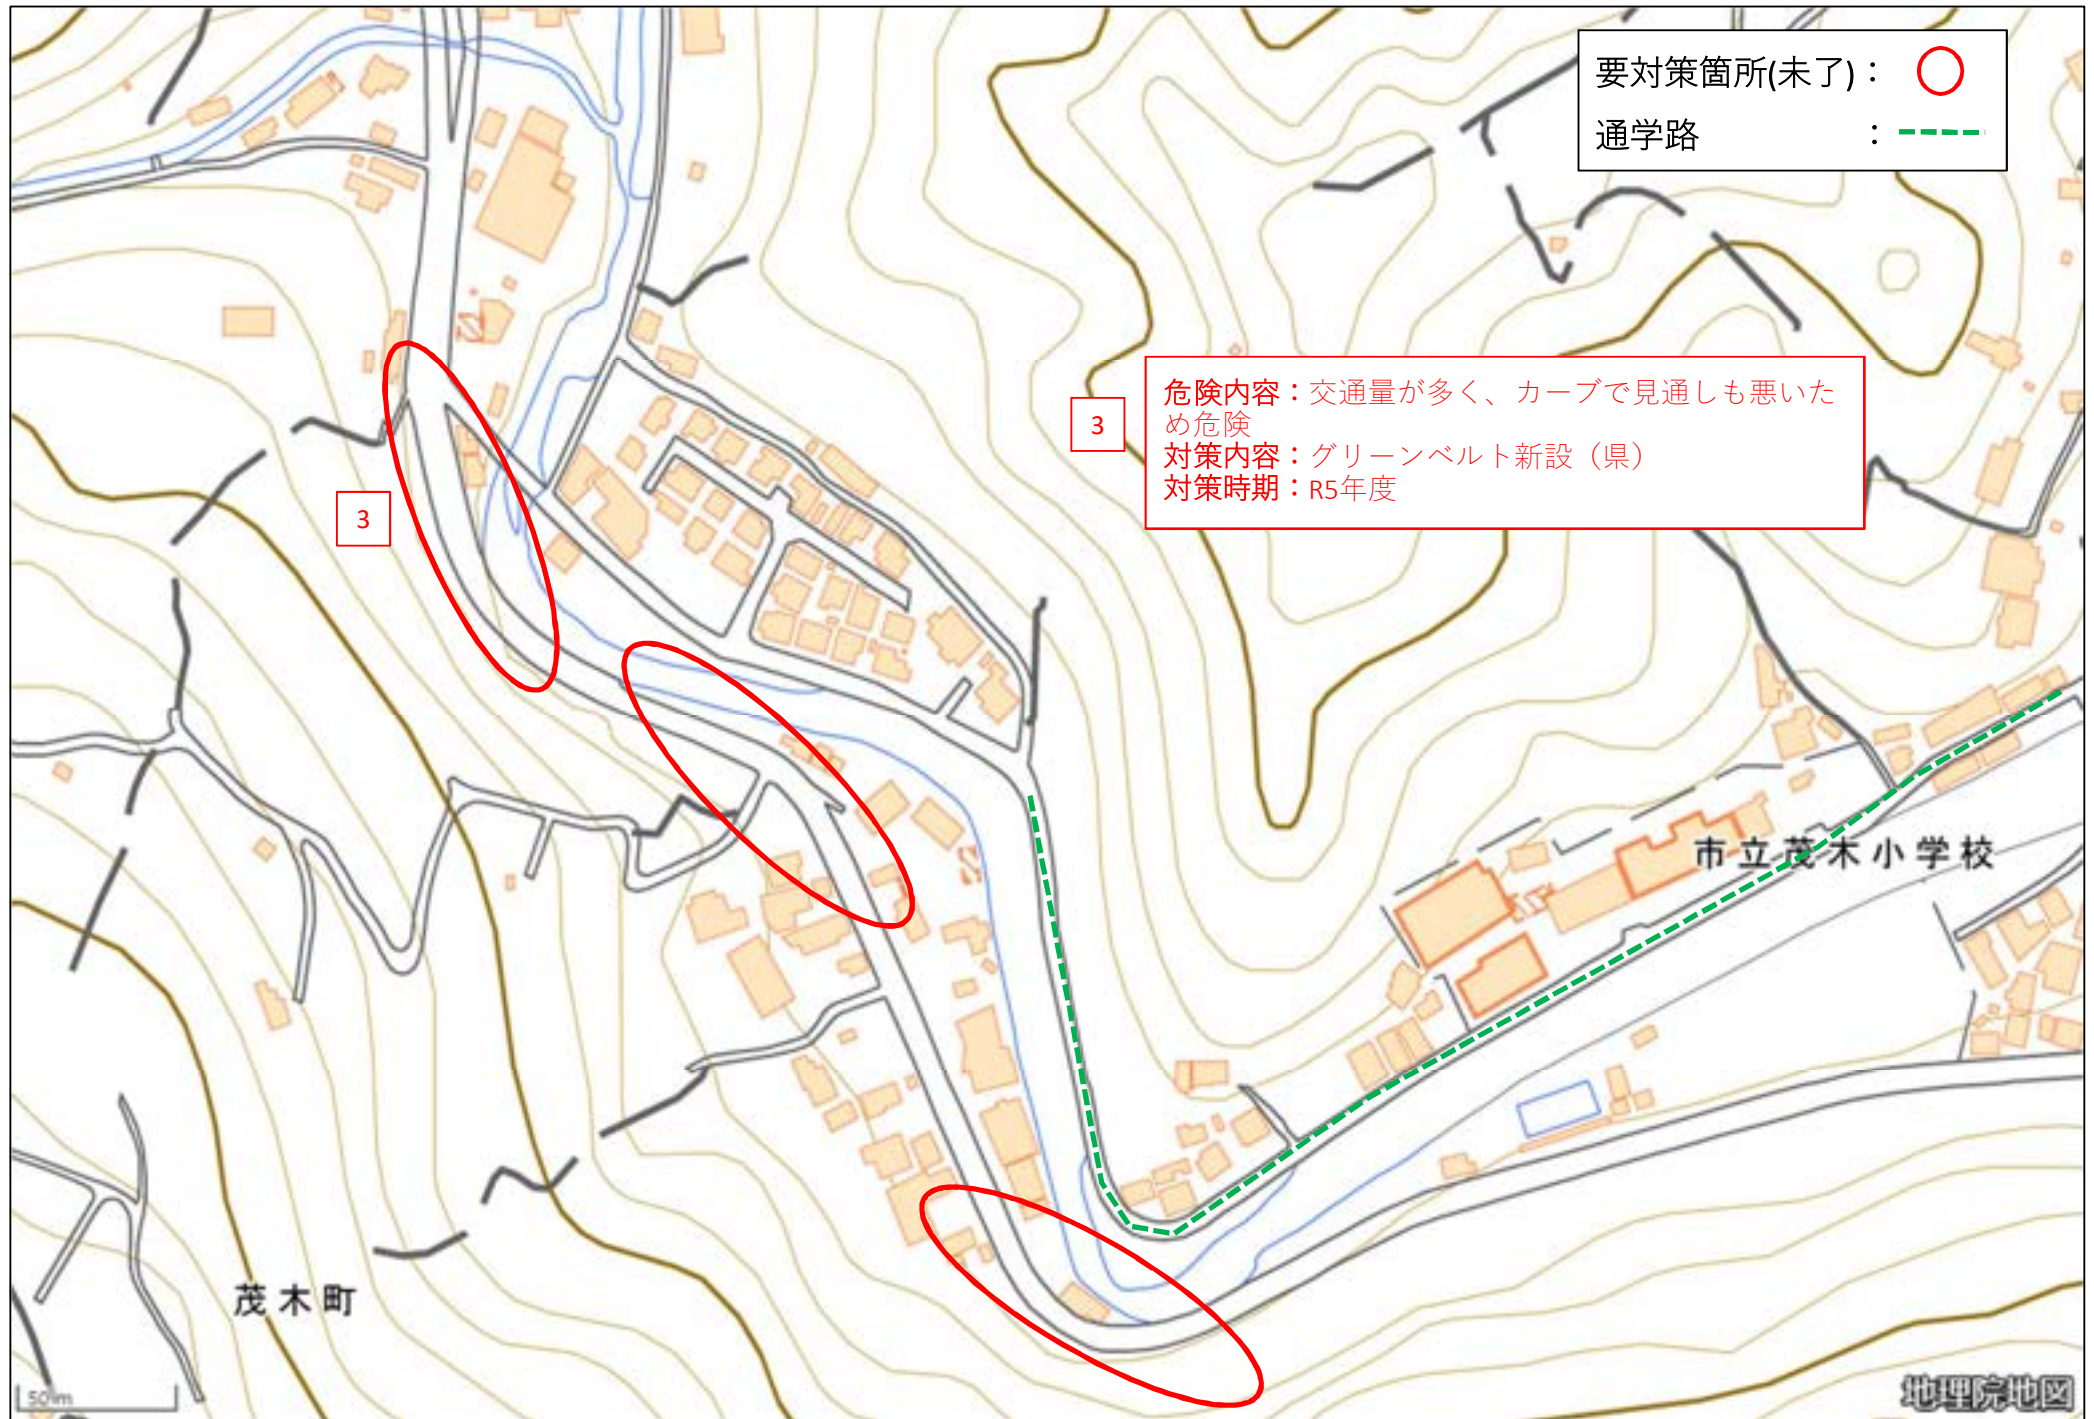 要対策箇所(未了)：
通学路　　　　：
3
危険内容：交通量が多く、カーブで見通しも悪いた
め危険
対策内容：グリーンベルト新設（県）
対策時期：R5年度
3
市立茂木小学校
茂木町
50m
地理院地図